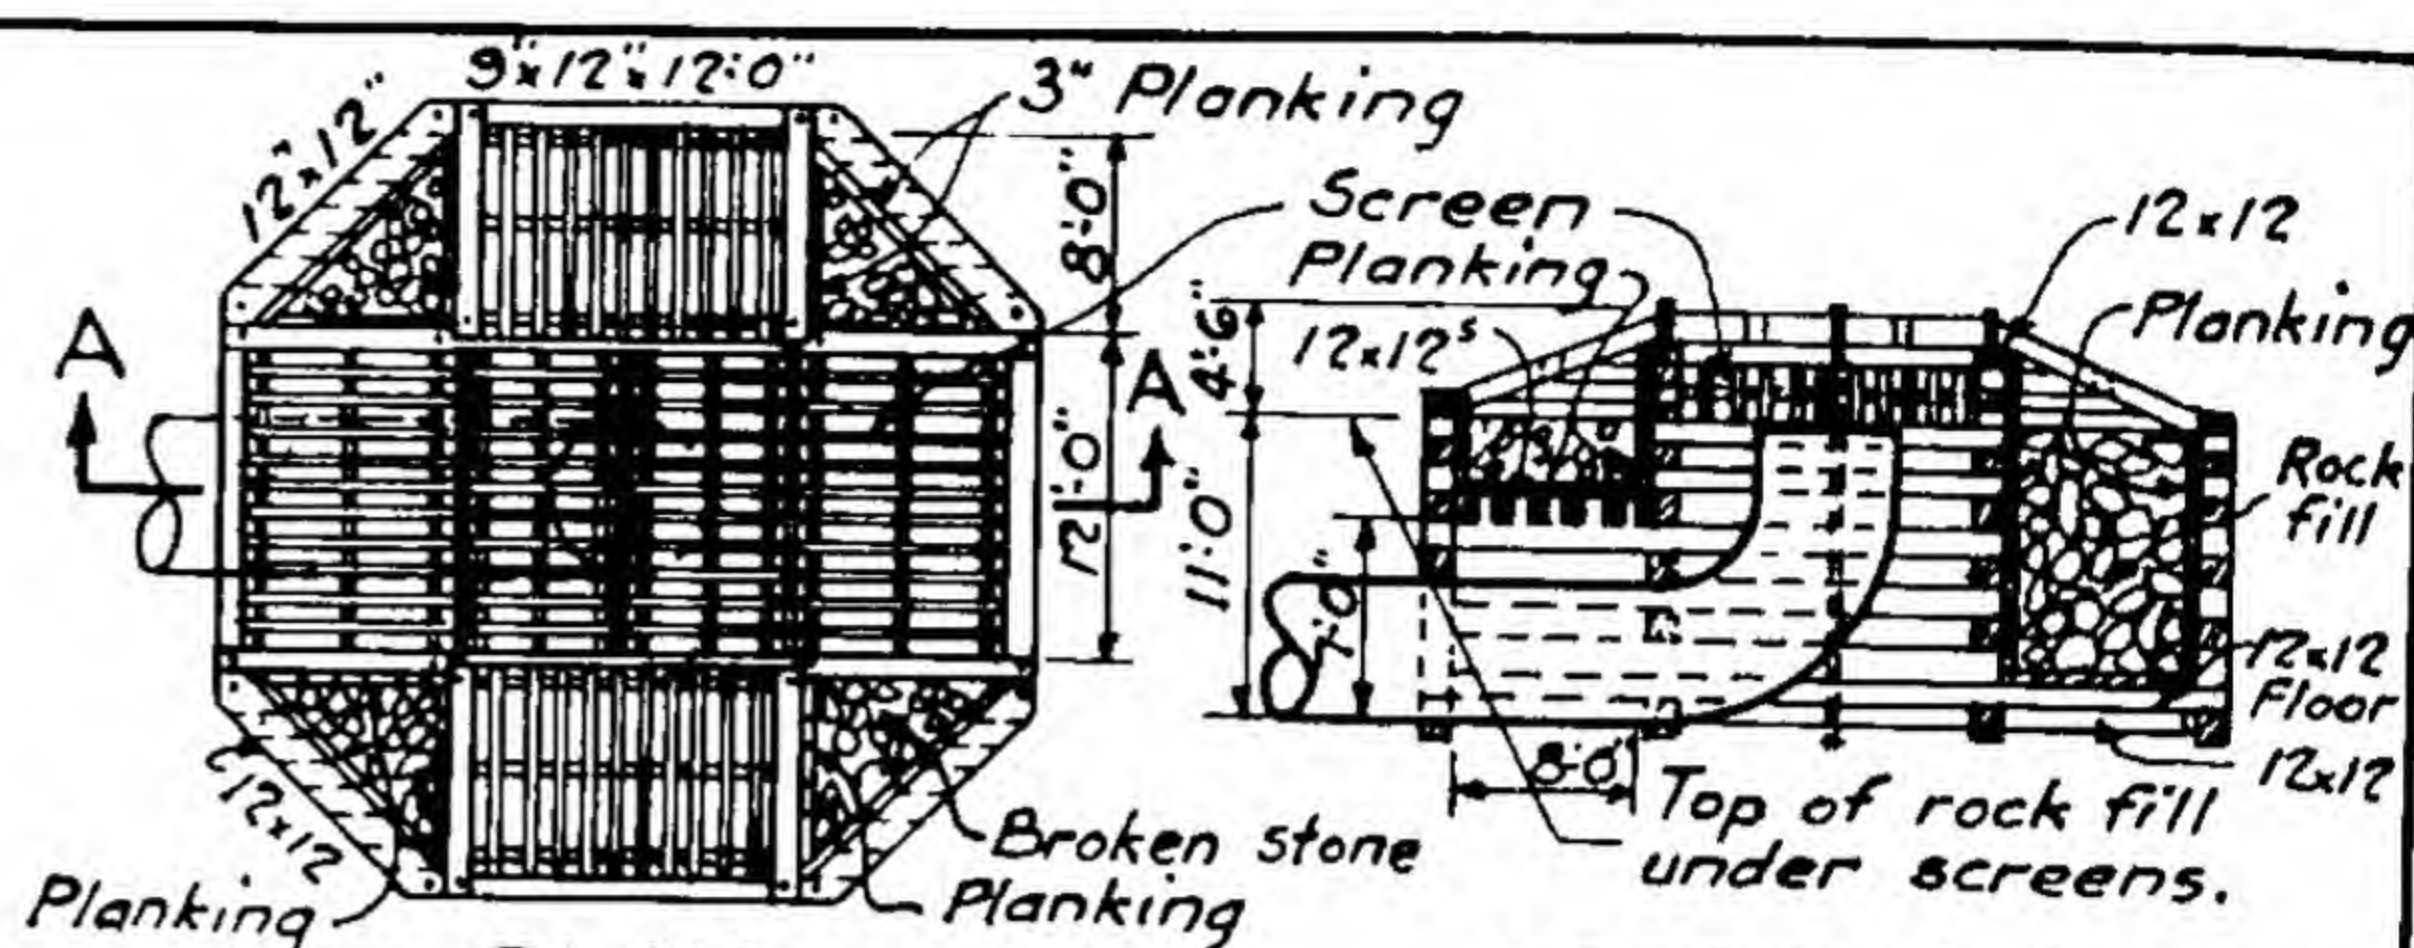 9"x12"x12'-0"
3" Planking
12"x12"
8'-0"
Screen
Planking
12x12
Planking
12x12s
4'-6"
A
A
12'-0"
11'-0"
Rock
fill
12x12
Floor
12x12
8'-0"
Top of rock fill
under screens.
12x12
Broken stone
Planking
Planking